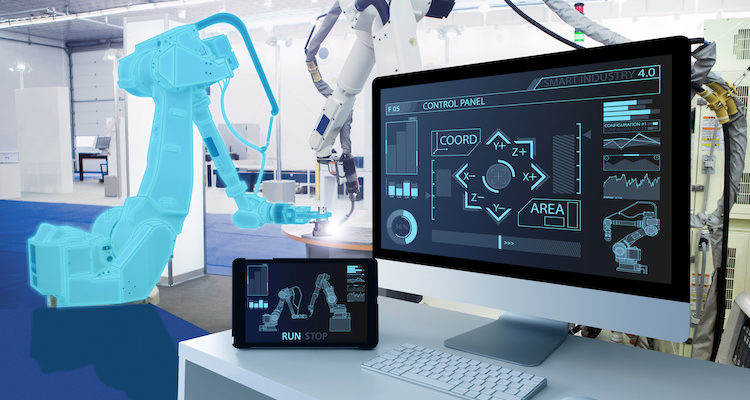 SMART INDUSTRY 4.0
F 05 CONTROL PANEL
CONFIGURATION #1
COORD
Y+
Z+
X-
X+
Z-
Y-
AREA
>>>
RUN STOP